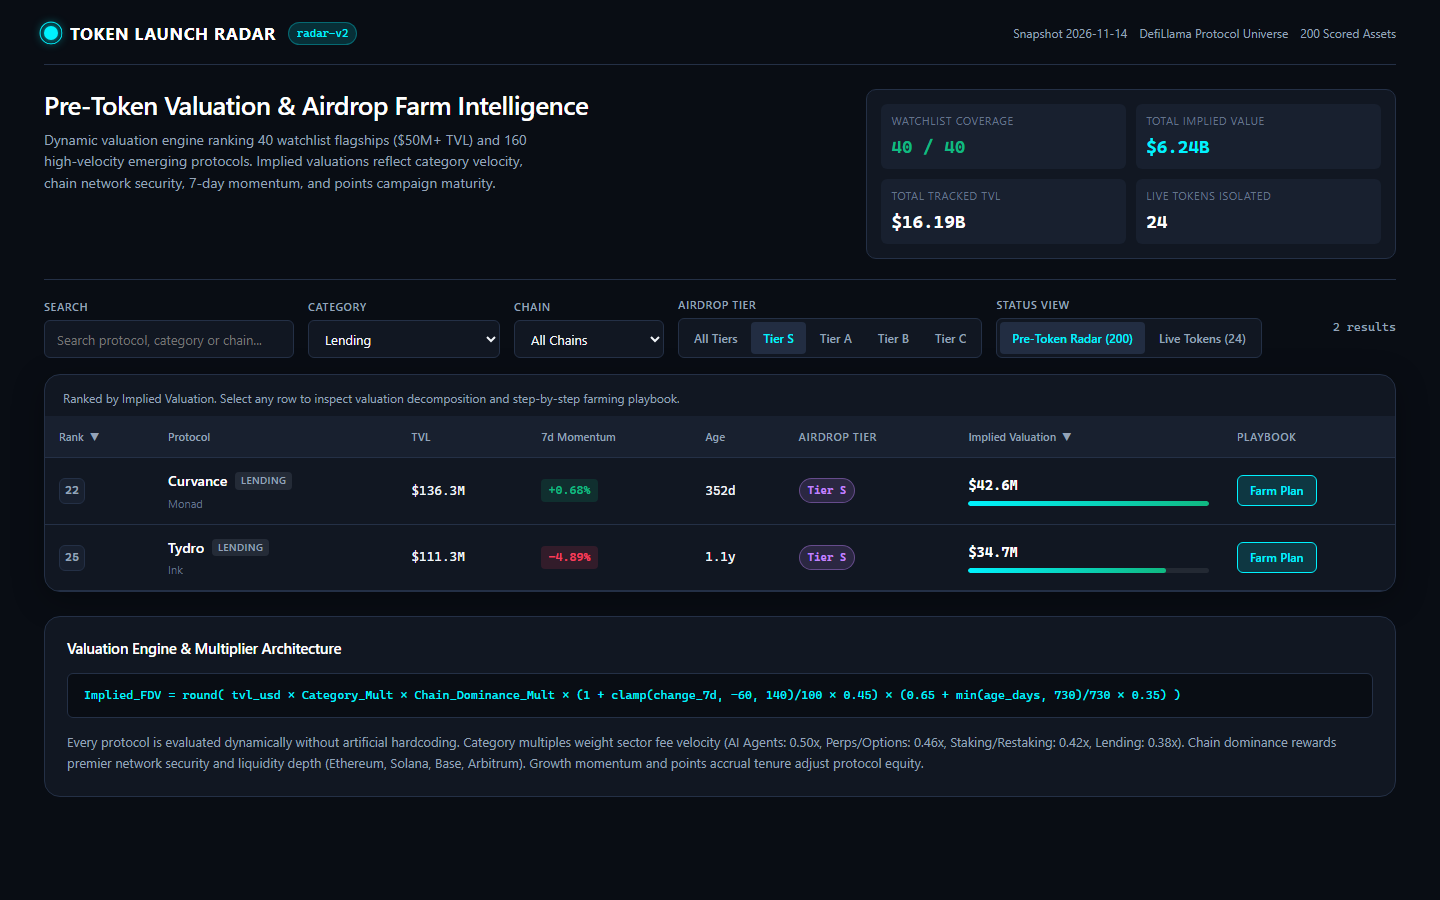 TOKEN LAUNCH RADAR radar-v2
Snapshot 2026-11-14 DefiLlama Protocol Universe 200 Scored Assets
Pre-Token Valuation & Airdrop Farm Intelligence
Dynamic valuation engine ranking 40 watchlist flagships ($50M+ TVL) and 160
high-velocity emerging protocols. Implied valuations reflect category velocity,
chain network security, 7-day momentum, and points campaign maturity.
WATCHLIST COVERAGE
40 / 40
TOTAL IMPLIED VALUE
$6.24B
TOTAL TRACKED TVL
$16.19B
LIVE TOKENS ISOLATED
24
SEARCH
Search protocol, category or chain...
CATEGORY
Lending
CHAIN
All Chains
AIRDROP TIER
All Tiers Tier S Tier A Tier B Tier C
STATUS VIEW
Pre-Token Radar (200) Live Tokens (24)
2 results
Ranked by Implied Valuation. Select any row to inspect valuation decomposition and step-by-step farming playbook.
Rank ▼ Protocol TVL 7d Momentum Age AIRDROP TIER Implied Valuation ▼ PLAYBOOK
22 Curvance LENDING $136.3M +0.68% 352d Tier S $42.6M Farm Plan
Monad
25 Tydro LENDING $111.3M −4.89% 1.1y Tier S $34.7M Farm Plan
Ink
Valuation Engine & Multiplier Architecture
Implied_FDV = round( tvl_usd × Category_Mult × Chain_Dominance_Mult × (1 + clamp(change_7d, −60, 140)/100 × 0.45) × (0.65 + min(age_days, 730)/730 × 0.35) )
Every protocol is evaluated dynamically without artificial hardcoding. Category multiples weight sector fee velocity (AI Agents: 0.50x, Perps/Options: 0.46x, Staking/Restaking: 0.42x, Lending: 0.38x). Chain dominance rewards
premier network security and liquidity depth (Ethereum, Solana, Base, Arbitrum). Growth momentum and points accrual tenure adjust protocol equity.